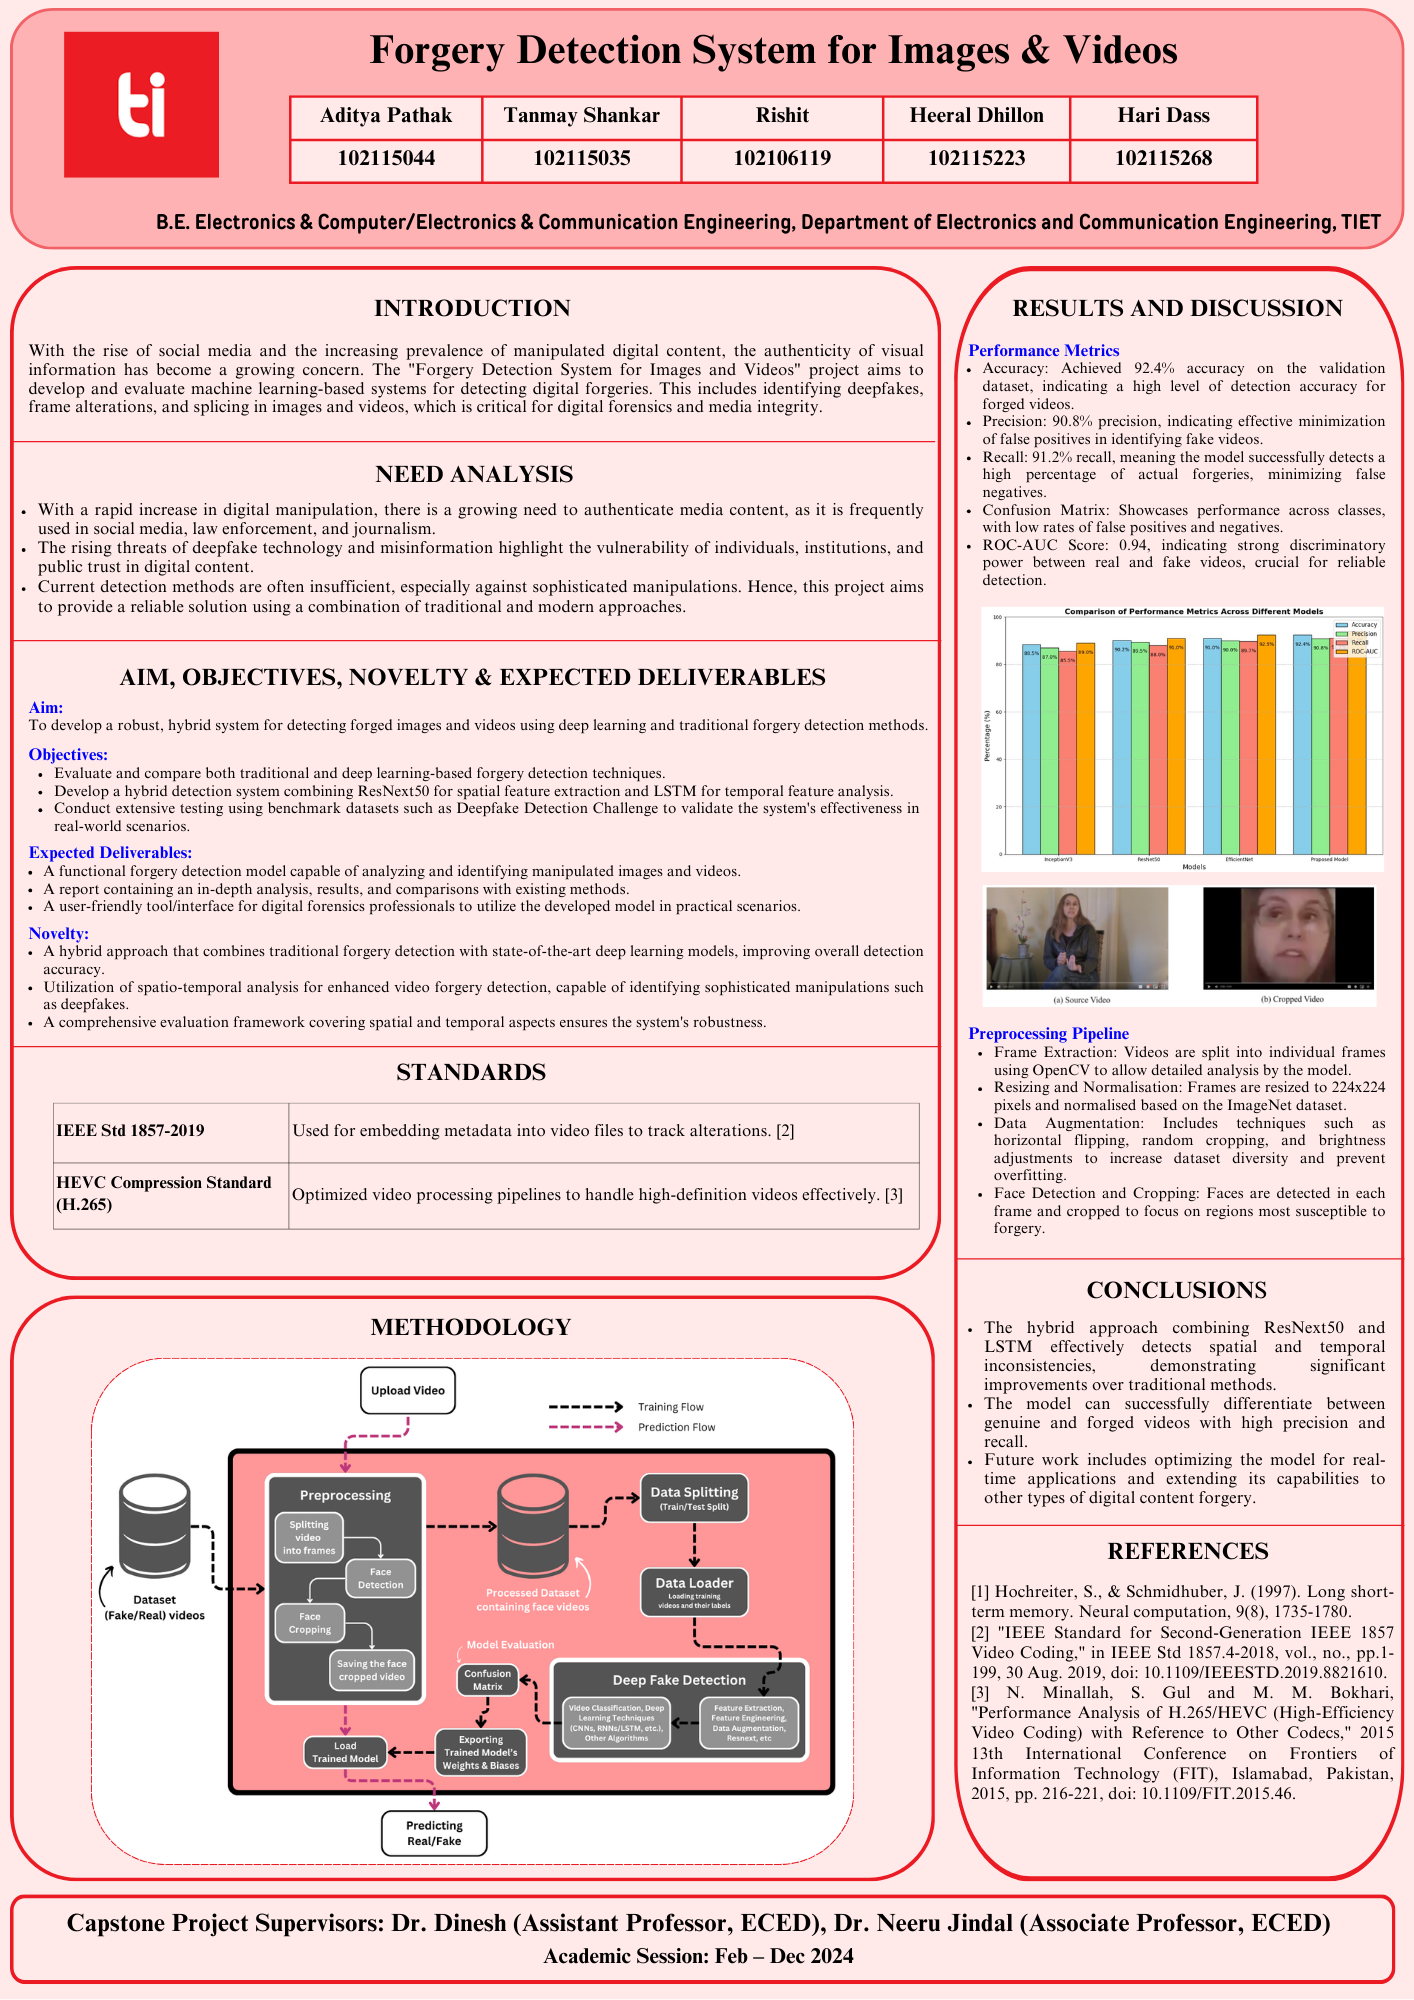 ti
Forgery Detection System for Images & Videos
Aditya Pathak Tanmay Shankar Rishit Heeral Dhillon Hari Dass
102115044 102115035 102106119 102115223 102115268
B.E. Electronics & Computer/Electronics & Communication Engineering, Department of Electronics and Communication Engineering, TIET
INTRODUCTION
With the rise of social media and the increasing prevalence of manipulated digital content, the authenticity of visual
information has become a growing concern. The "Forgery Detection System for Images and Videos" project aims to
develop and evaluate machine learning-based systems for detecting digital forgeries. This includes identifying deepfakes,
frame alterations, and splicing in images and videos, which is critical for digital forensics and media integrity.
NEED ANALYSIS
• With a rapid increase in digital manipulation, there is a growing need to authenticate media content, as it is frequently
used in social media, law enforcement, and journalism.
• The rising threats of deepfake technology and misinformation highlight the vulnerability of individuals, institutions, and
public trust in digital content.
• Current detection methods are often insufficient, especially against sophisticated manipulations. Hence, this project aims
to provide a reliable solution using a combination of traditional and modern approaches.
AIM, OBJECTIVES, NOVELTY & EXPECTED DELIVERABLES
Aim:
To develop a robust, hybrid system for detecting forged images and videos using deep learning and traditional forgery detection methods.
Objectives:
• Evaluate and compare both traditional and deep learning-based forgery detection techniques.
• Develop a hybrid detection system combining ResNext50 for spatial feature extraction and LSTM for temporal feature analysis.
• Conduct extensive testing using benchmark datasets such as Deepfake Detection Challenge to validate the system's effectiveness in
real-world scenarios.
Expected Deliverables:
• A functional forgery detection model capable of analyzing and identifying manipulated images and videos.
• A report containing an in-depth analysis, results, and comparisons with existing methods.
• A user-friendly tool/interface for digital forensics professionals to utilize the developed model in practical scenarios.
Novelty:
• A hybrid approach that combines traditional forgery detection with state-of-the-art deep learning models, improving overall detection
accuracy.
• Utilization of spatio-temporal analysis for enhanced video forgery detection, capable of identifying sophisticated manipulations such
as deepfakes.
• A comprehensive evaluation framework covering spatial and temporal aspects ensures the system's robustness.
STANDARDS
IEEE Std 1857-2019 Used for embedding metadata into video files to track alterations. [2]
HEVC Compression Standard
(H.265) Optimized video processing pipelines to handle high-definition videos effectively. [3]
METHODOLOGY
Upload Video
Training Flow
Prediction Flow
Dataset
(Fake/Real) videos
Preprocessing
Splitting
video
into frames
Face
Detection
Face
Cropping
Saving the face
cropped video
Processed Dataset
containing face videos
Data Splitting
(Train/Test Split)
Data Loader
Loading training
videos and their labels
Deep Fake Detection
Feature Extraction,
Feature Engineering,
Data Augmentation,
Resnext, etc
Video Classification, Deep
Learning Techniques
(CNNs, RNNs/LSTM, etc.),
Other Algorithms
Model Evaluation
Confusion
Matrix
Exporting
Trained Model's
Weights & Biases
Load
Trained Model
Predicting
Real/Fake
RESULTS AND DISCUSSION
Performance Metrics
• Accuracy: Achieved 92.4% accuracy on the validation
dataset, indicating a high level of detection accuracy for
forged videos.
• Precision: 90.8% precision, indicating effective minimization
of false positives in identifying fake videos.
• Recall: 91.2% recall, meaning the model successfully detects a
high percentage of actual forgeries, minimizing false
negatives.
• Confusion Matrix: Showcases performance across classes,
with low rates of false positives and negatives.
• ROC-AUC Score: 0.94, indicating strong discriminatory
power between real and fake videos, crucial for reliable
detection.
Comparison of Performance Metrics Across Different Models
Accuracy
Precision
Recall
ROC-AUC
100
80
60
40
20
0
Percentage (%)
88.5% 87.0% 85.5% 89.0%
90.2% 89.5% 88.0% 91.0%
91.0% 90.0% 89.7% 92.5%
92.4% 90.8%
InceptionV3 ResNet50 EfficientNet Proposed Model
Models
(a) Source Video
(b) Cropped Video
Preprocessing Pipeline
• Frame Extraction: Videos are split into individual frames
using OpenCV to allow detailed analysis by the model.
• Resizing and Normalisation: Frames are resized to 224x224
pixels and normalised based on the ImageNet dataset.
• Data Augmentation: Includes techniques such as
horizontal flipping, random cropping, and brightness
adjustments to increase dataset diversity and prevent
overfitting.
• Face Detection and Cropping: Faces are detected in each
frame and cropped to focus on regions most susceptible to
forgery.
CONCLUSIONS
• The hybrid approach combining ResNext50 and
LSTM effectively detects spatial and temporal
inconsistencies, demonstrating significant
improvements over traditional methods.
• The model can successfully differentiate between
genuine and forged videos with high precision and
recall.
• Future work includes optimizing the model for real-
time applications and extending its capabilities to
other types of digital content forgery.
REFERENCES
[1] Hochreiter, S., & Schmidhuber, J. (1997). Long short-
term memory. Neural computation, 9(8), 1735-1780.
[2] "IEEE Standard for Second-Generation IEEE 1857
Video Coding," in IEEE Std 1857.4-2018, vol., no., pp.1-
199, 30 Aug. 2019, doi: 10.1109/IEEESTD.2019.8821610.
[3] N. Minallah, S. Gul and M. M. Bokhari,
"Performance Analysis of H.265/HEVC (High-Efficiency
Video Coding) with Reference to Other Codecs," 2015
13th International Conference on Frontiers of
Information Technology (FIT), Islamabad, Pakistan,
2015, pp. 216-221, doi: 10.1109/FIT.2015.46.
Capstone Project Supervisors: Dr. Dinesh (Assistant Professor, ECED), Dr. Neeru Jindal (Associate Professor, ECED)
Academic Session: Feb – Dec 2024